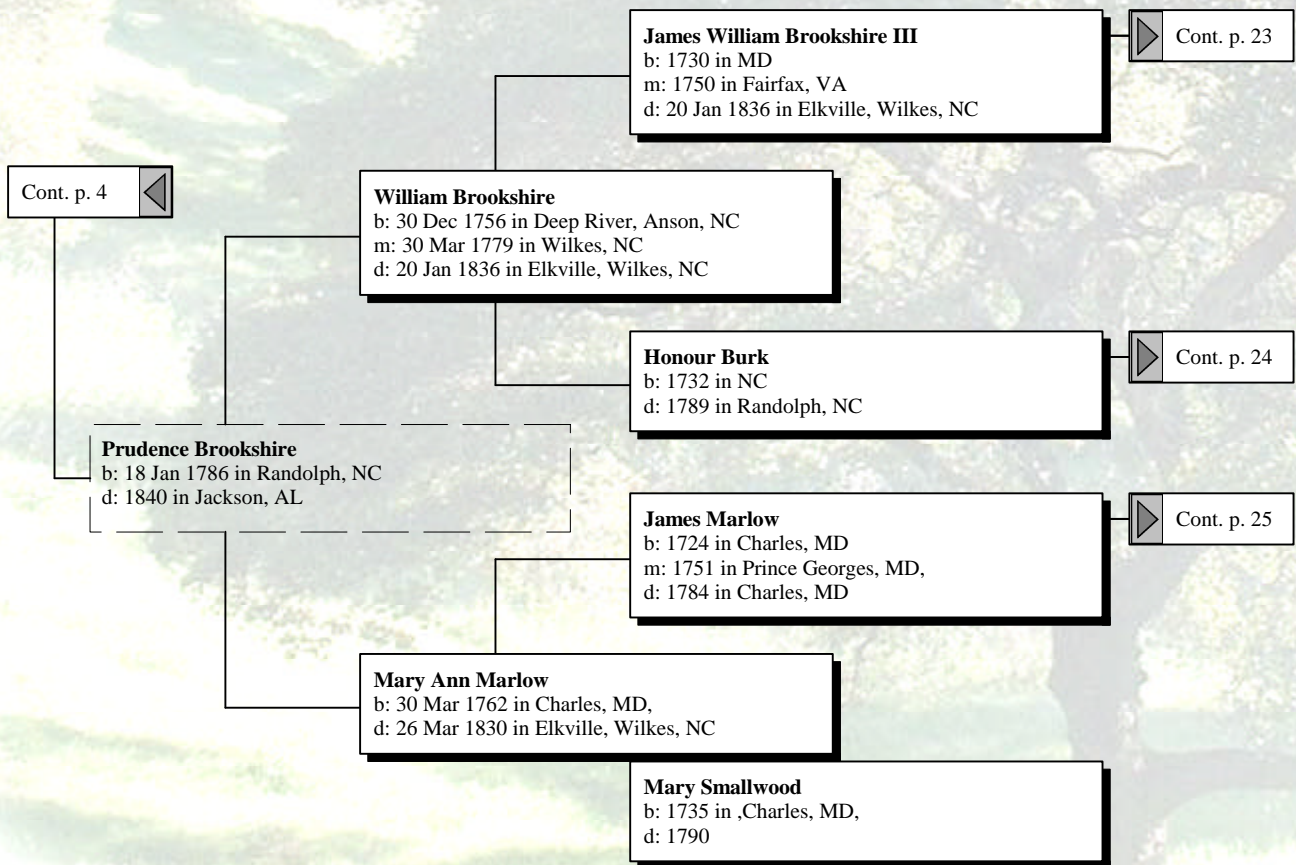 James William Brookshire III
b: 1730 in MD
m: 1750 in Fairfax, VA
d: 20 Jan 1836 in Elkville, Wilkes, NC
Cont. p. 23
Cont. p. 4
William Brookshire
b: 30 Dec 1756 in Deep River, Anson, NC
m: 30 Mar 1779 in Wilkes, NC
d: 20 Jan 1836 in Elkville, Wilkes, NC
Honour Burk
b: 1732 in NC
d: 1789 in Randolph, NC
Cont. p. 24
Prudence Brookshire
b: 18 Jan 1786 in Randolph, NC
d: 1840 in Jackson, AL
James Marlow
b: 1724 in Charles, MD
m: 1751 in Prince Georges, MD,
d: 1784 in Charles, MD
Cont. p. 25
Mary Ann Marlow
b: 30 Mar 1762 in Charles, MD,
d: 26 Mar 1830 in Elkville, Wilkes, NC
Mary Smallwood
b: 1735 in ,Charles, MD,
d: 1790